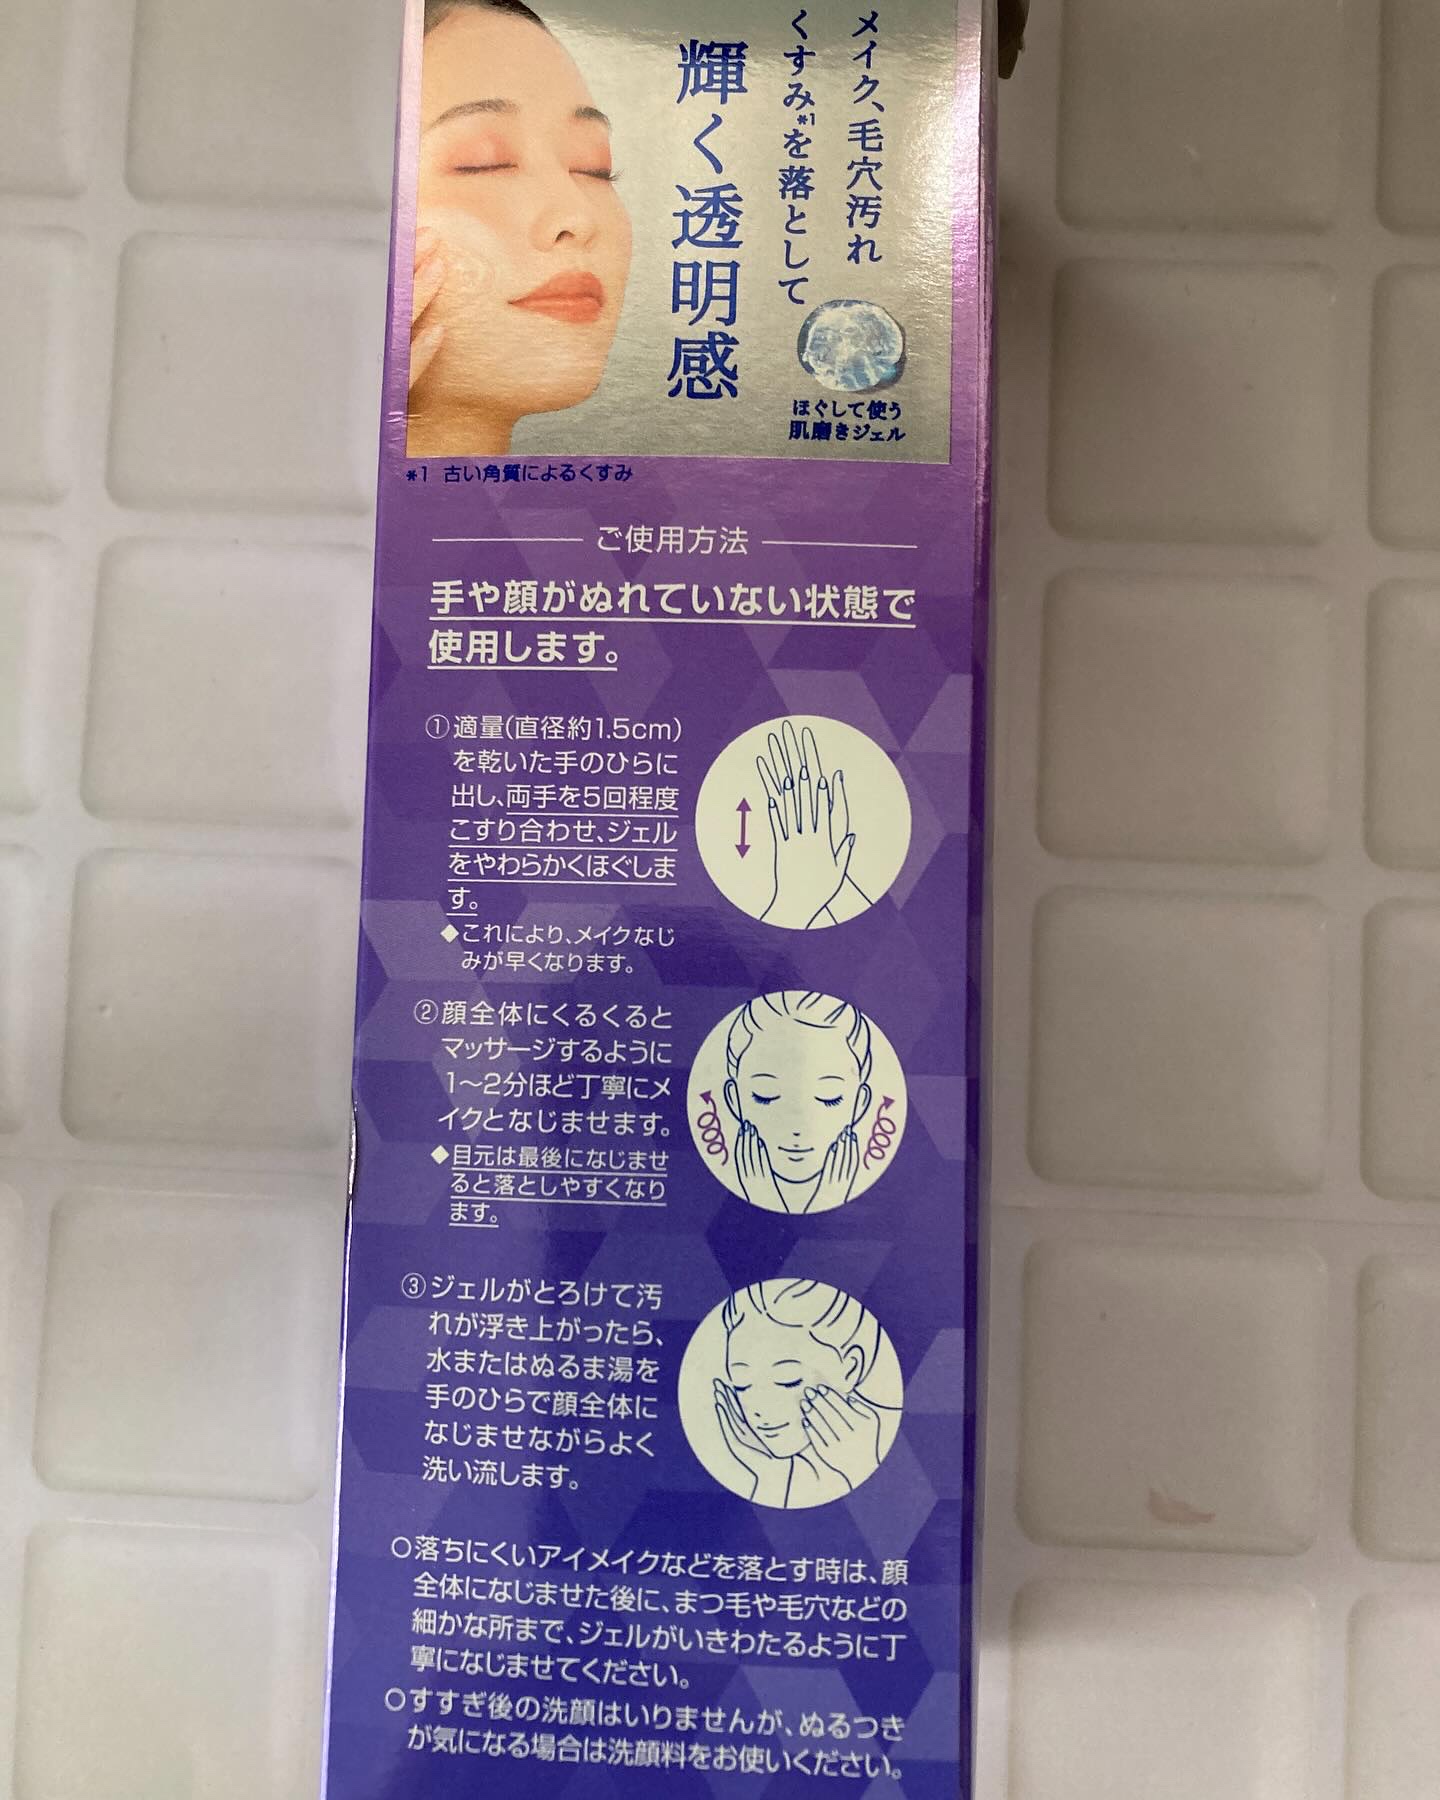 メイク、毛穴汚れ
くすみ*1を落として
輝く透明感
ほぐして使う
肌磨きジェル
*1 古い角質によるくすみ
ご使用方法
手や顔がぬれていない状態で
使用します。
①適量(直径約1.5cm)
を乾いた手のひらに
出し、両手を5回程度
こすり合わせ、ジェル
をやわらかくほぐしま
す。
◆これにより、メイクなじ
みが早くなります。
②顔全体にくるくると
マッサージするように
1〜2分ほど丁寧にメ
イクとなじませます。
◆目元は最後になじませ
ると落としやすくなり
ます。
③ジェルがとろけて汚
れが浮き上がったら、
水またはぬるま湯を
手のひらで顔全体に
なじませながらよく
洗い流します。
○落ちにくいアイメイクなどを落とす時は、顔
全体になじませた後に、まつ毛や毛穴などの
細かな所まで、ジェルがいきわたるように丁
寧になじませてください。
○すすぎ後の洗顔はいりませんが、ぬるつき
が気になる場合は洗顔料をお使いください。